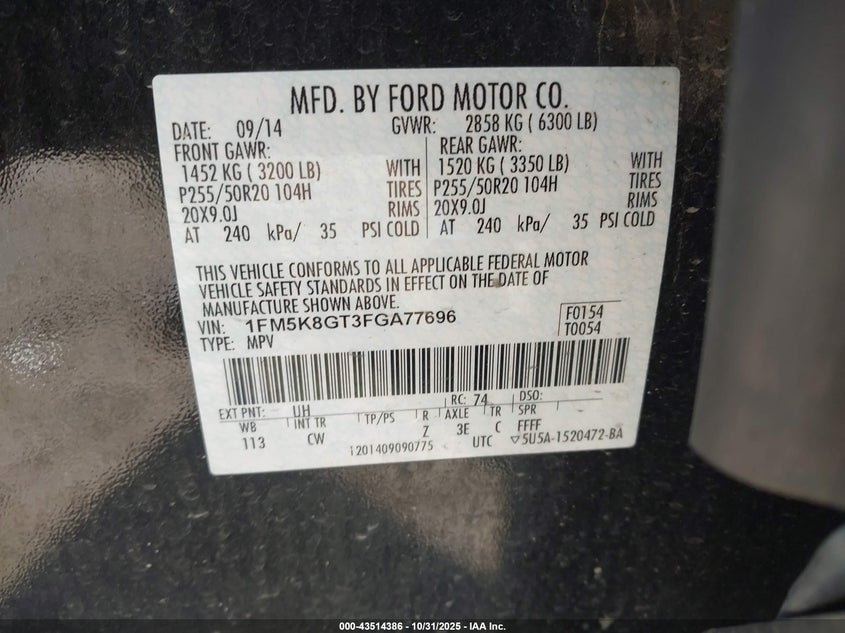 MFD. BY FORD MOTOR CO.
DATE: 09/14 GVWR: 2858 KG ( 6300 LB)
FRONT GAWR: REAR GAWR:
1452 KG ( 3200 LB) WITH 1520 KG ( 3350 LB) WITH
P255/50R20 104H TIRES P255/50R20 104H TIRES
20X9.0J RIMS 20X9.0J RIMS
AT 240 kPa/ 35 PSI COLD AT 240 kPa/ 35 PSI COLD
THIS VEHICLE CONFORMS TO ALL APPLICABLE FEDERAL MOTOR
VEHICLE SAFETY STANDARDS IN EFFECT ON THE DATE OF
MANUFACTURE SHOWN ABOVE.
VIN: 1FM5K8GT3FGA77696 F0154
TYPE: MPV T0054
EXT PNT: UH RC: 74 DSO:
WB INT TR TP/PS R AXLE TR SPR
113 CW Z 3E C FFFF
1201409090775 UTC ▽5U5A-1520472-BA
000-43514386 - 10/31/2025 - IAA Inc.